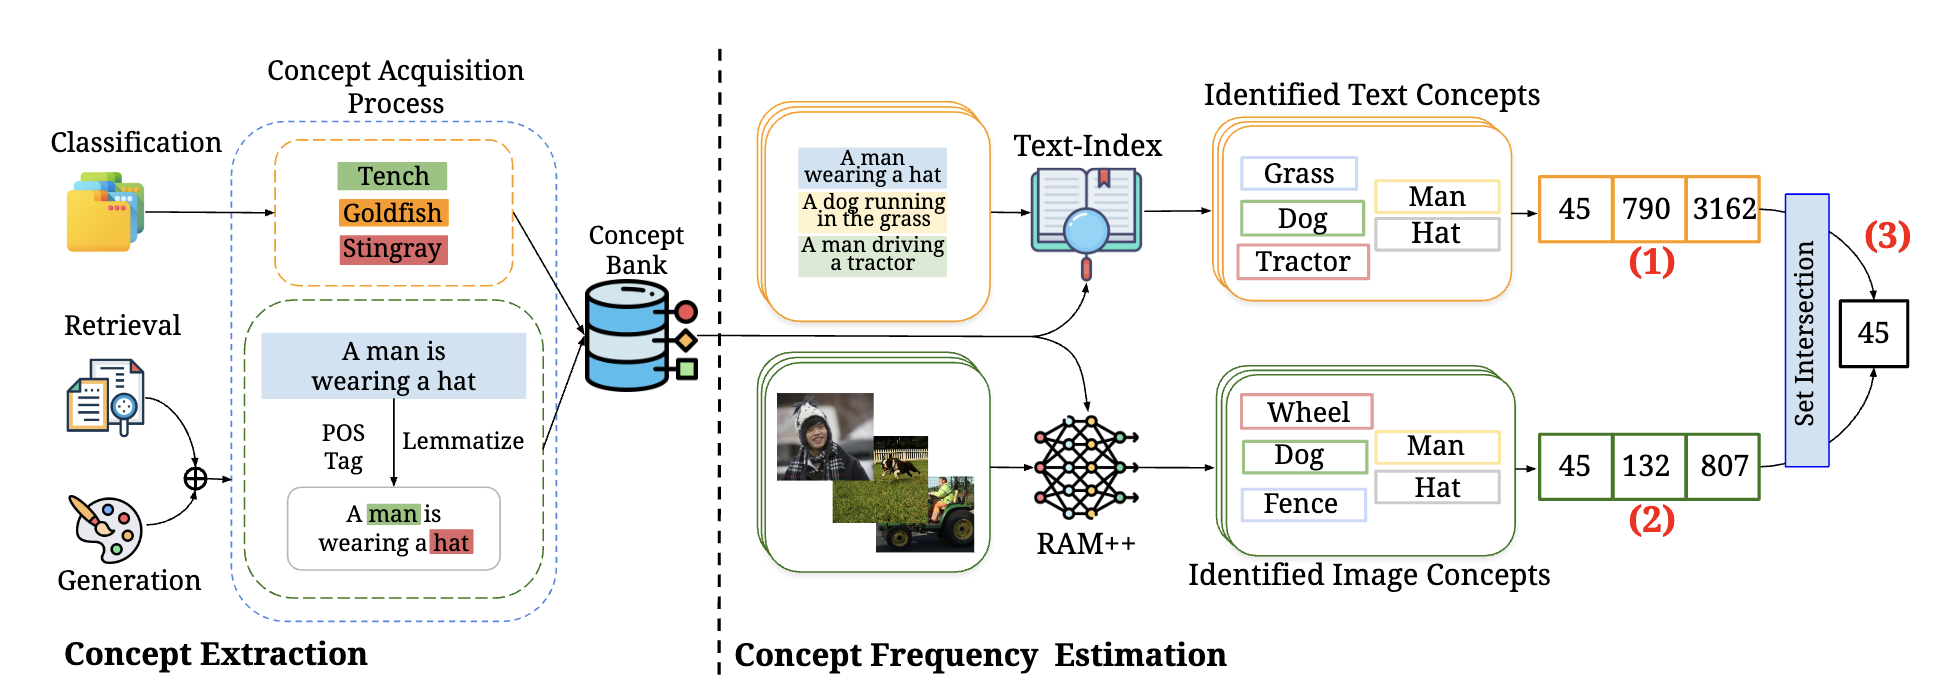 Concept Acquisition
Process
Classification
Tench
Goldfish
Stingray
Retrieval
A man is
wearing a hat
POS
Tag
Lemmatize
A man is
wearing a hat
Generation
Concept
Bank
Concept Extraction
A man
wearing a hat
A dog running
in the grass
A man driving
a tractor
Text-Index
Identified Text Concepts
Grass
Man
Dog
Hat
Tractor
45 790 3162
(1)
RAM++
Wheel
Man
Dog
Hat
Fence
Identified Image Concepts
45 132 807
(2)
Set Intersection
(3)
45
Concept Frequency Estimation